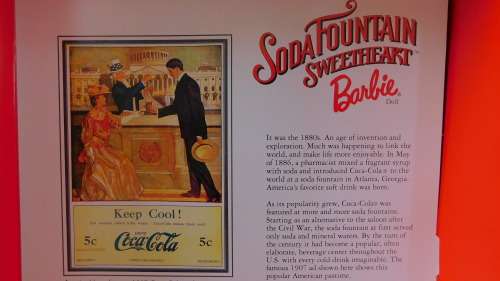 Soda Fountain
Sweetheart™
Barbie®
Doll
It was the 1880s. An age of invention and
exploration. Much was happening to link the
world, and make life more enjoyable. In May
of 1886, a pharmacist mixed a fragrant syrup
with soda and introduced Coca-Cola® to the
world at a soda fountain in Atlanta, Georgia.
America's favorite soft drink was born.
As its popularity grew, Coca-Cola® was
featured at more and more soda fountains.
Starting as an alternative to the saloon after
the Civil War, the soda fountain at first served
only soda and mineral waters. By the turn of
the century it had become a popular, often
elaborate, beverage center throughout the
U.S. with every cold drink imaginable. The
famous 1907 ad shown here shows this
popular American pastime.
Keep Cool!
5c
DRINK
Coca-Cola
5c